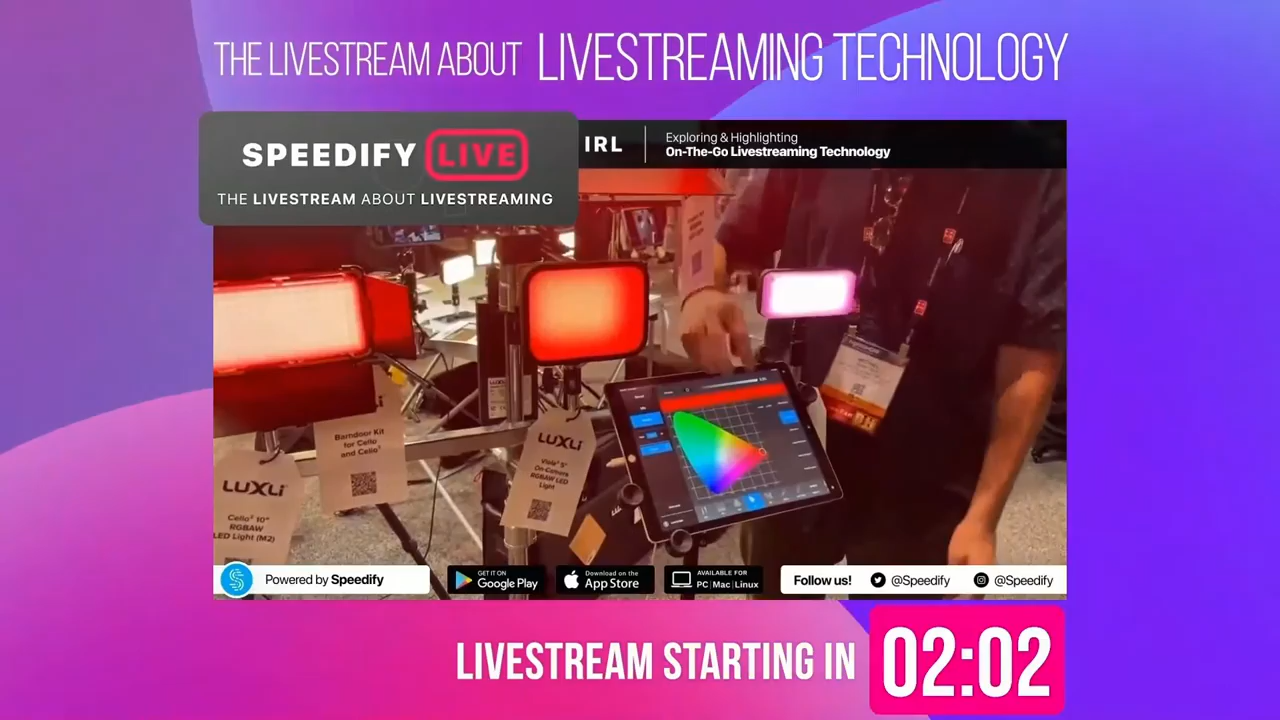 THE LIVESTREAM ABOUT LIVESTREAMING TECHNOLOGY
SPEEDIFY LIVE
THE LIVESTREAM ABOUT LIVESTREAMING
IRL
Exploring & Highlighting
On-The-Go Livestreaming Technology
Barndoor Kit
for Cello
and Cello²
LUXLI
Viola² 5"
On-Camera
RGBAW LED
Light
LUXLI
Cello² 10"
RGBAW
LED Light (M2)
Powered by Speedify
GET IT ON
Google Play
Download on the
App Store
AVAILABLE FOR
PC | Mac | Linux
Follow us!
@Speedify
@Speedify
LIVESTREAM STARTING IN 02:02